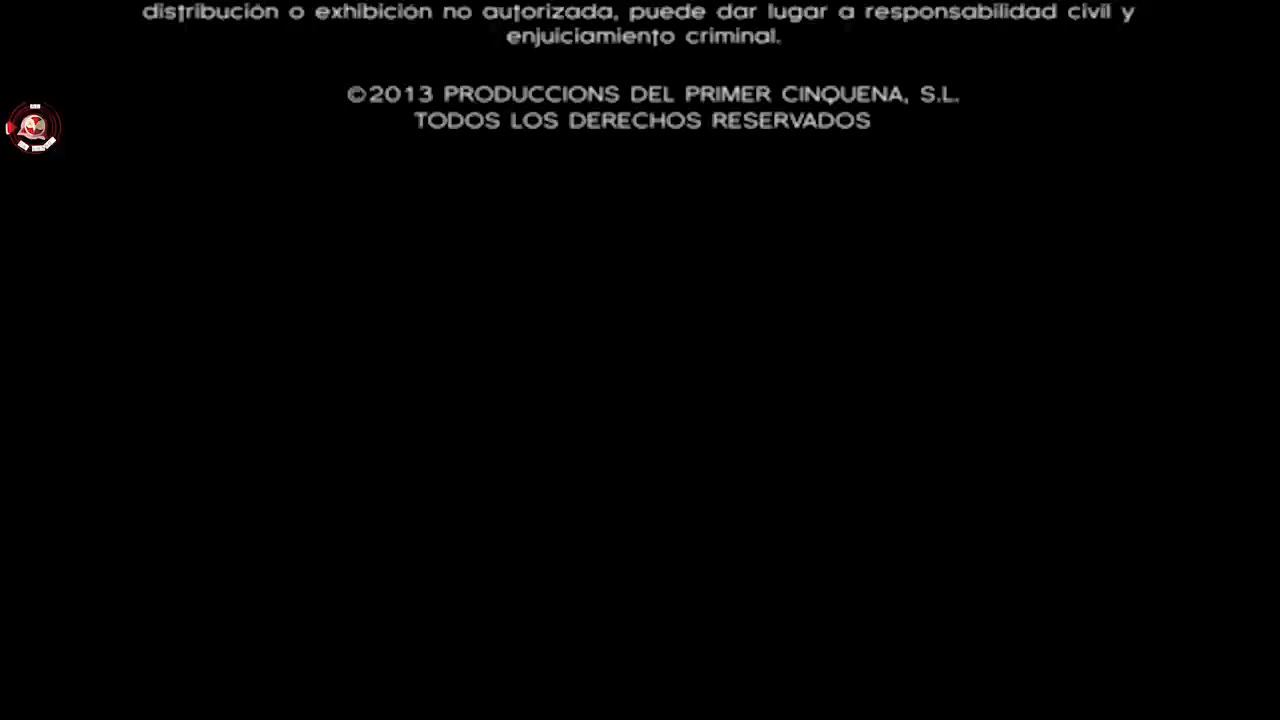 distribución o exhibición no autorizada, puede dar lugar a responsabilidad civil y
enjuiciamiento criminal.
©2013 PRODUCCIONS DEL PRIMER CINQUENA, S.L.
TODOS LOS DERECHOS RESERVADOS